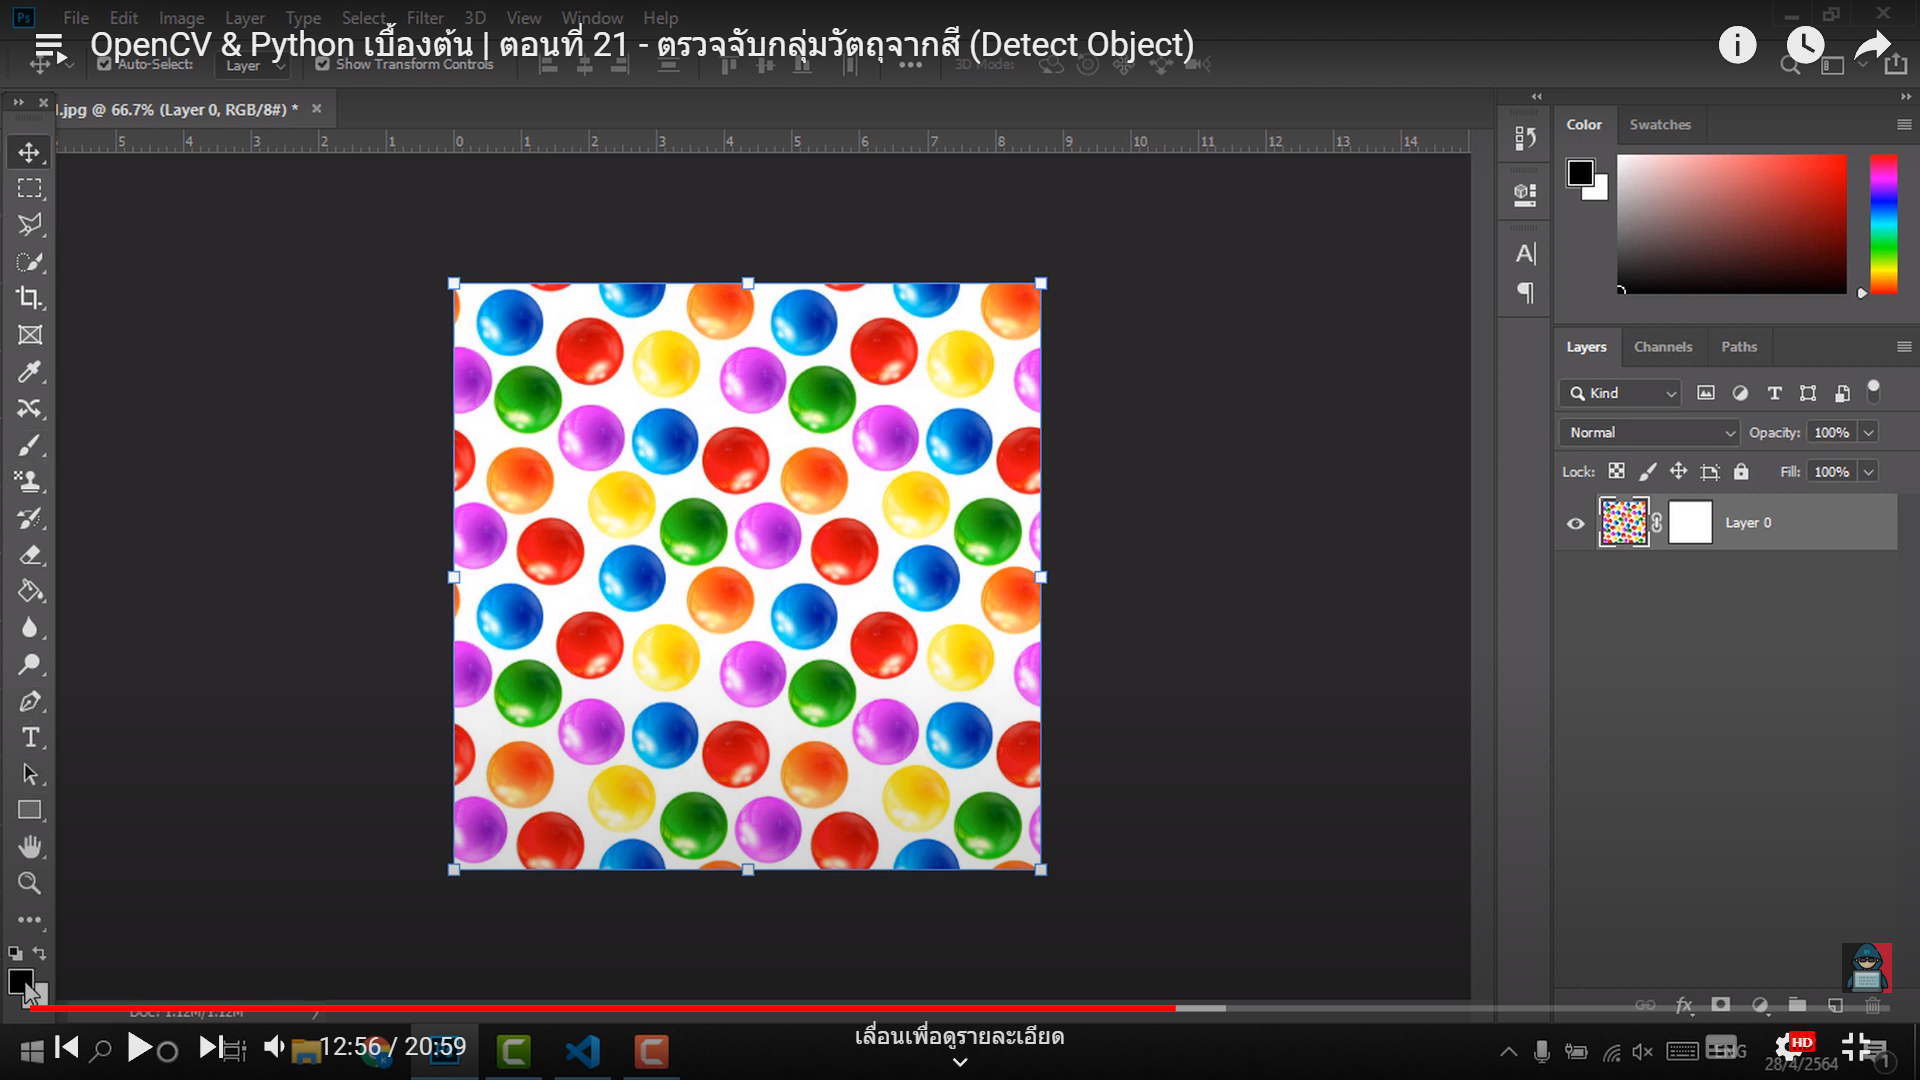 File Edit Image Layer Type Select Filter 3D View Window Help
OpenCV & Python เบื้องต้น | ตอนที่ 21 - ตรวจจับกลุ่มวัตถุจากสี (Detect Object)
Auto-Select: Layer Show Transform Controls 3D Mode:
.jpg @ 66.7% (Layer 0, RGB/8#) *
5 4 3 2 1 0 1 2 3 4 5 6 7 8 9 10 11 12 13 14
Color Swatches
Layers Channels Paths
Kind
Normal Opacity: 100%
Lock: Fill: 100%
Layer 0
Doc: 1.12M/1.12M
12:56 / 20:59
เลื่อนเพื่อดูรายละเอียด
ENG
HD
28/4/2564
1